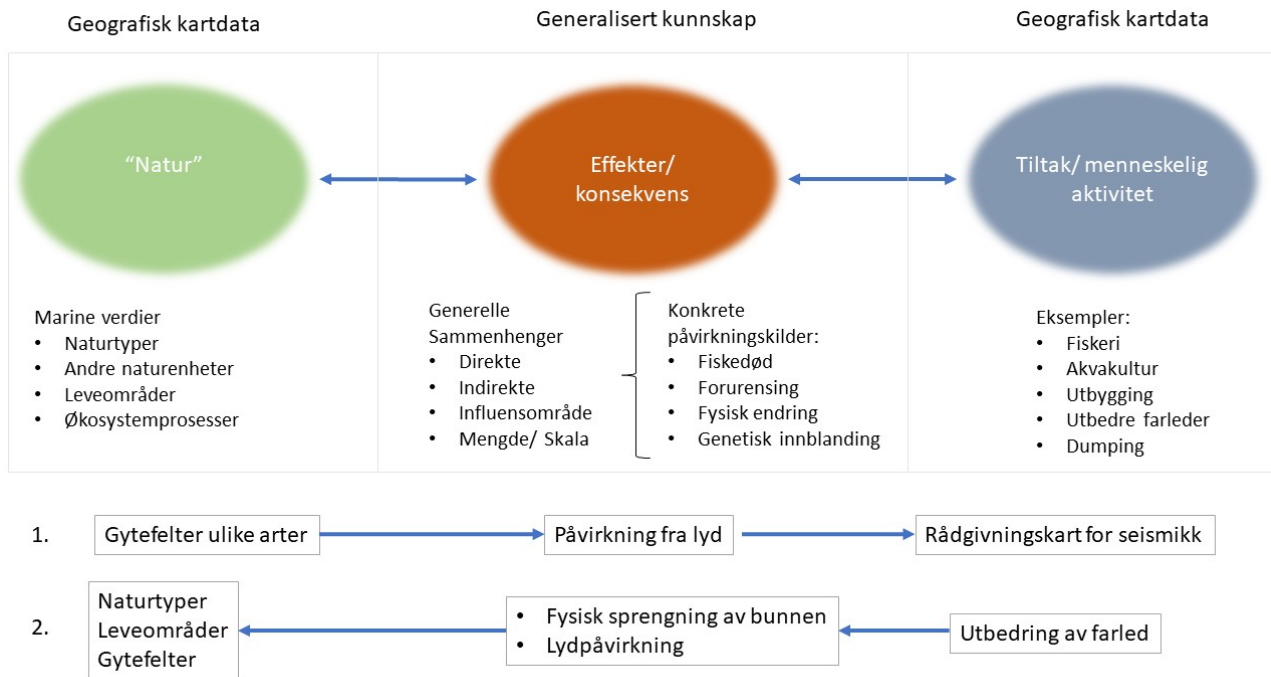 Geografisk kartdata
Generalisert kunnskap
Geografisk kartdata
“Natur”
Effekter/
konsekvens
Tiltak/ menneskelig
aktivitet
Marine verdier
• Naturtyper
• Andre naturenheter
• Leveområder
• Økosystemprosesser
Generelle
Sammenhenger
• Direkte
• Indirekte
• Influensområde
• Mengde/ Skala
Konkrete
påvirkningskilder:
• Fiskedød
• Forurensing
• Fysisk endring
• Genetisk innblanding
Eksempler:
• Fiskeri
• Akvakultur
• Utbygging
• Utbedre farleder
• Dumping
1.
Gytefelter ulike arter
Påvirkning fra lyd
Rådgivningskart for seismikk
2.
Naturtyper
Leveområder
Gytefelter
• Fysisk sprengning av bunnen
• Lydpåvirkning
Utbedring av farled